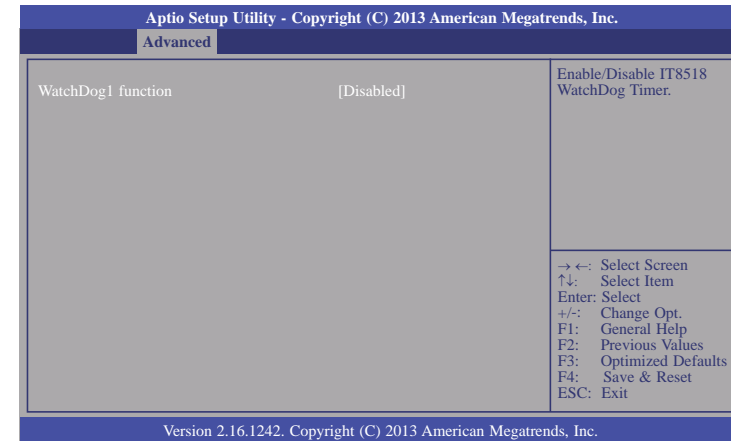 Aptio Setup Utility - Copyright (C) 2013 American Megatrends, Inc.
Advanced
WatchDog1 function [Disabled]
Enable/Disable IT8518
WatchDog Timer.
→ ←: Select Screen
↑↓: Select Item
Enter: Select
+/-: Change Opt.
F1: General Help
F2: Previous Values
F3: Optimized Defaults
F4: Save & Reset
ESC: Exit
Version 2.16.1242. Copyright (C) 2013 American Megatrends, Inc.